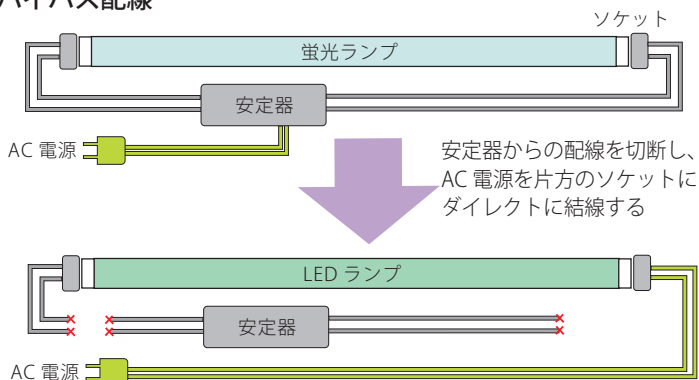 バイパス配線
ソケット
蛍光ランプ
安定器
AC 電源
安定器からの配線を切断し、
AC 電源を片方のソケットに
ダイレクトに結線する
LED ランプ
安定器
AC 電源